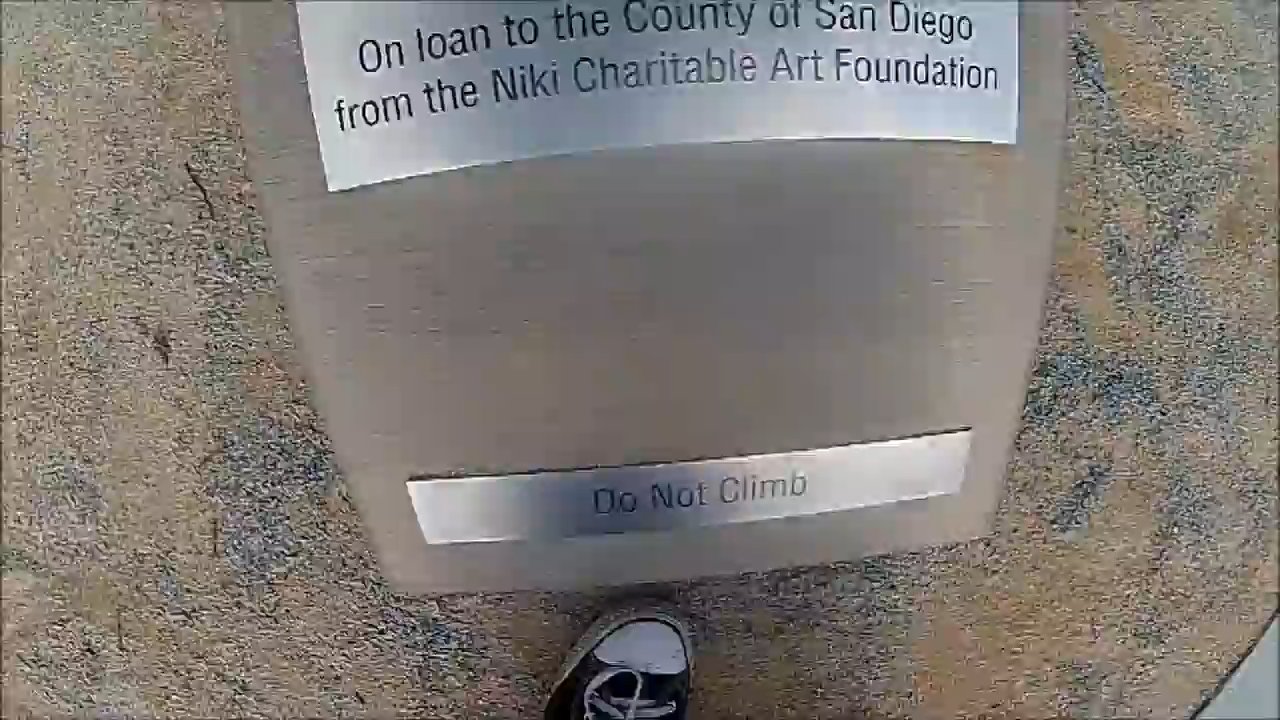 On loan to the County of San Diego
from the Niki Charitable Art Foundation
Do Not Climb